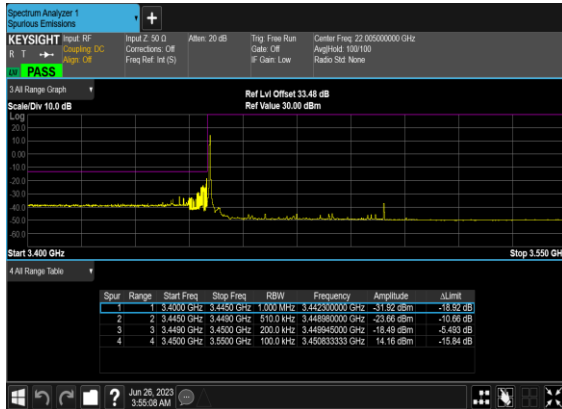 Spectrum Analyzer 1
Spurious Emissions
+
KEYSIGHT Input: RF Input Z: 50 Ω Atten: 20 dB Trig: Free Run Center Freq: 22.005000000 GHz
R T Coupling: DC Corrections: Off Gate: Off Avg|Hold: 100/100
Align: Off Freq Ref: Int (S) IF Gain: Low Radio Std: None
PASS
3 All Range Graph Ref Lvl Offset 33.48 dB
Scale/Div 10.0 dB Ref Value 30.00 dBm
Log
20.0
10.0
0.00
-10.0
-20.0
-30.0
-40.0
-50.0
-60.0
Start 3.400 GHz Stop 3.550 GH
4 All Range Table
Spur Range Start Freq Stop Freq RBW Frequency Amplitude ΔLimit
1 1 3.4000 GHz 3.4450 GHz 1.000 MHz 3.442300000 GHz -31.92 dBm -18.92 dB
2 2 3.4450 GHz 3.4490 GHz 510.0 kHz 3.448980000 GHz -23.66 dBm -10.66 dB
3 3 3.4490 GHz 3.4500 GHz 200.0 kHz 3.449945000 GHz -18.49 dBm -5.493 dB
4 4 3.4500 GHz 3.5500 GHz 100.0 kHz 3.450833333 GHz 14.16 dBm -15.84 dB
? Jun 26, 2023
3:55:08 AM